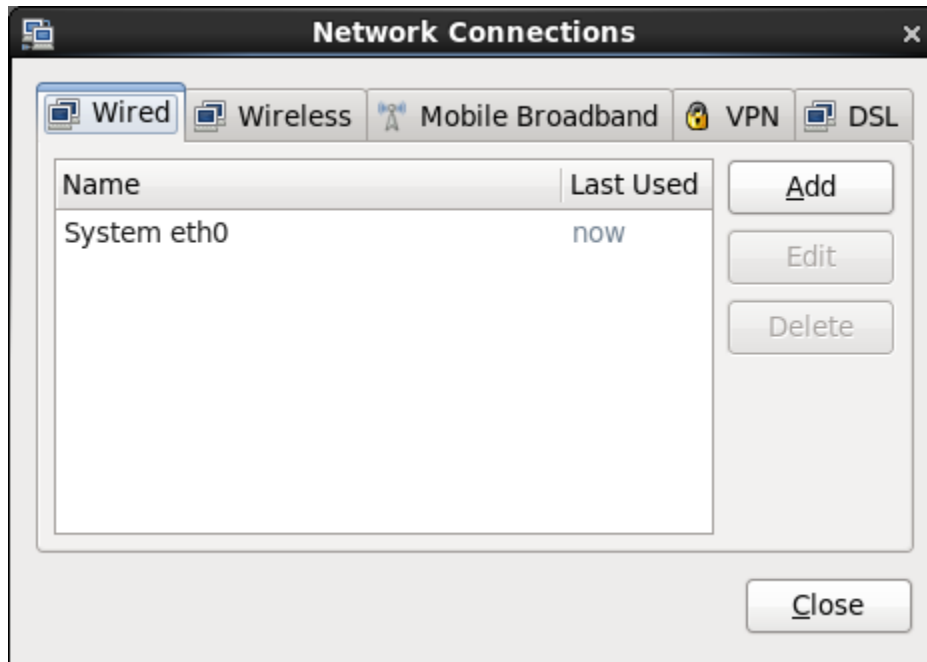 Network Connections
Wired Wireless Mobile Broadband VPN DSL
Name Last Used
System eth0 now
Add
Edit
Delete
Close